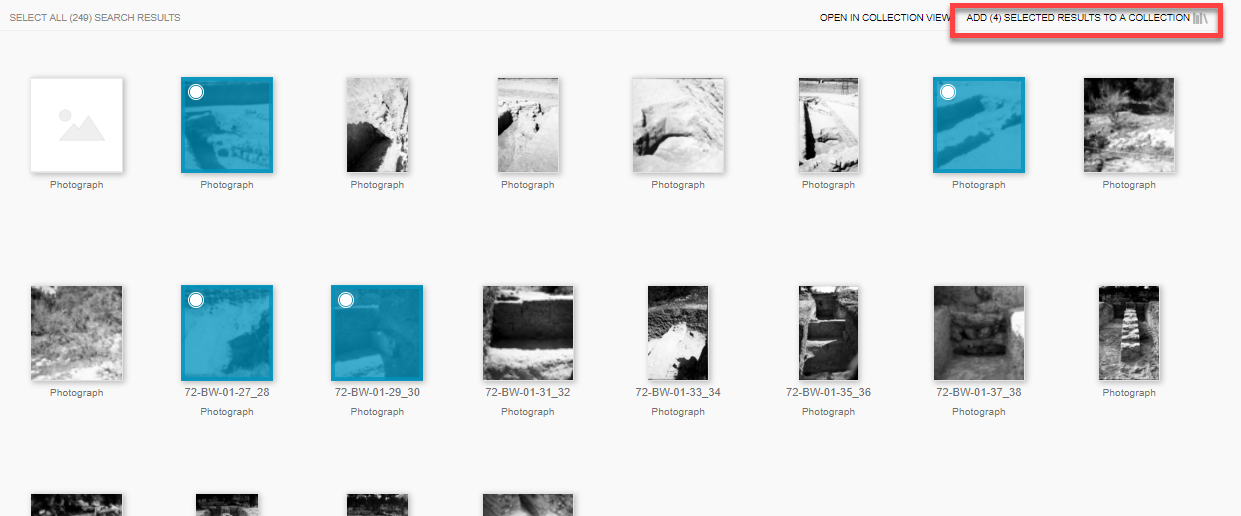 SELECT ALL (249) SEARCH RESULTS
OPEN IN COLLECTION VIEW
ADD (4) SELECTED RESULTS TO A COLLECTION
Photograph
Photograph
Photograph
Photograph
Photograph
Photograph
Photograph
Photograph
Photograph
72-BW-01-27_28
Photograph
72-BW-01-29_30
Photograph
72-BW-01-31_32
Photograph
72-BW-01-33_34
Photograph
72-BW-01-35_36
Photograph
72-BW-01-37_38
Photograph
Photograph